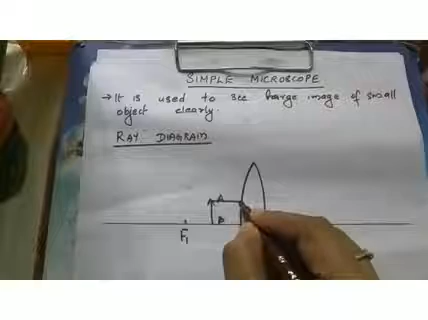 SIMPLE MICROSCOPE
→ It is used to see large image of small
object clearly.
RAY DIAGRAM
A
B
F1